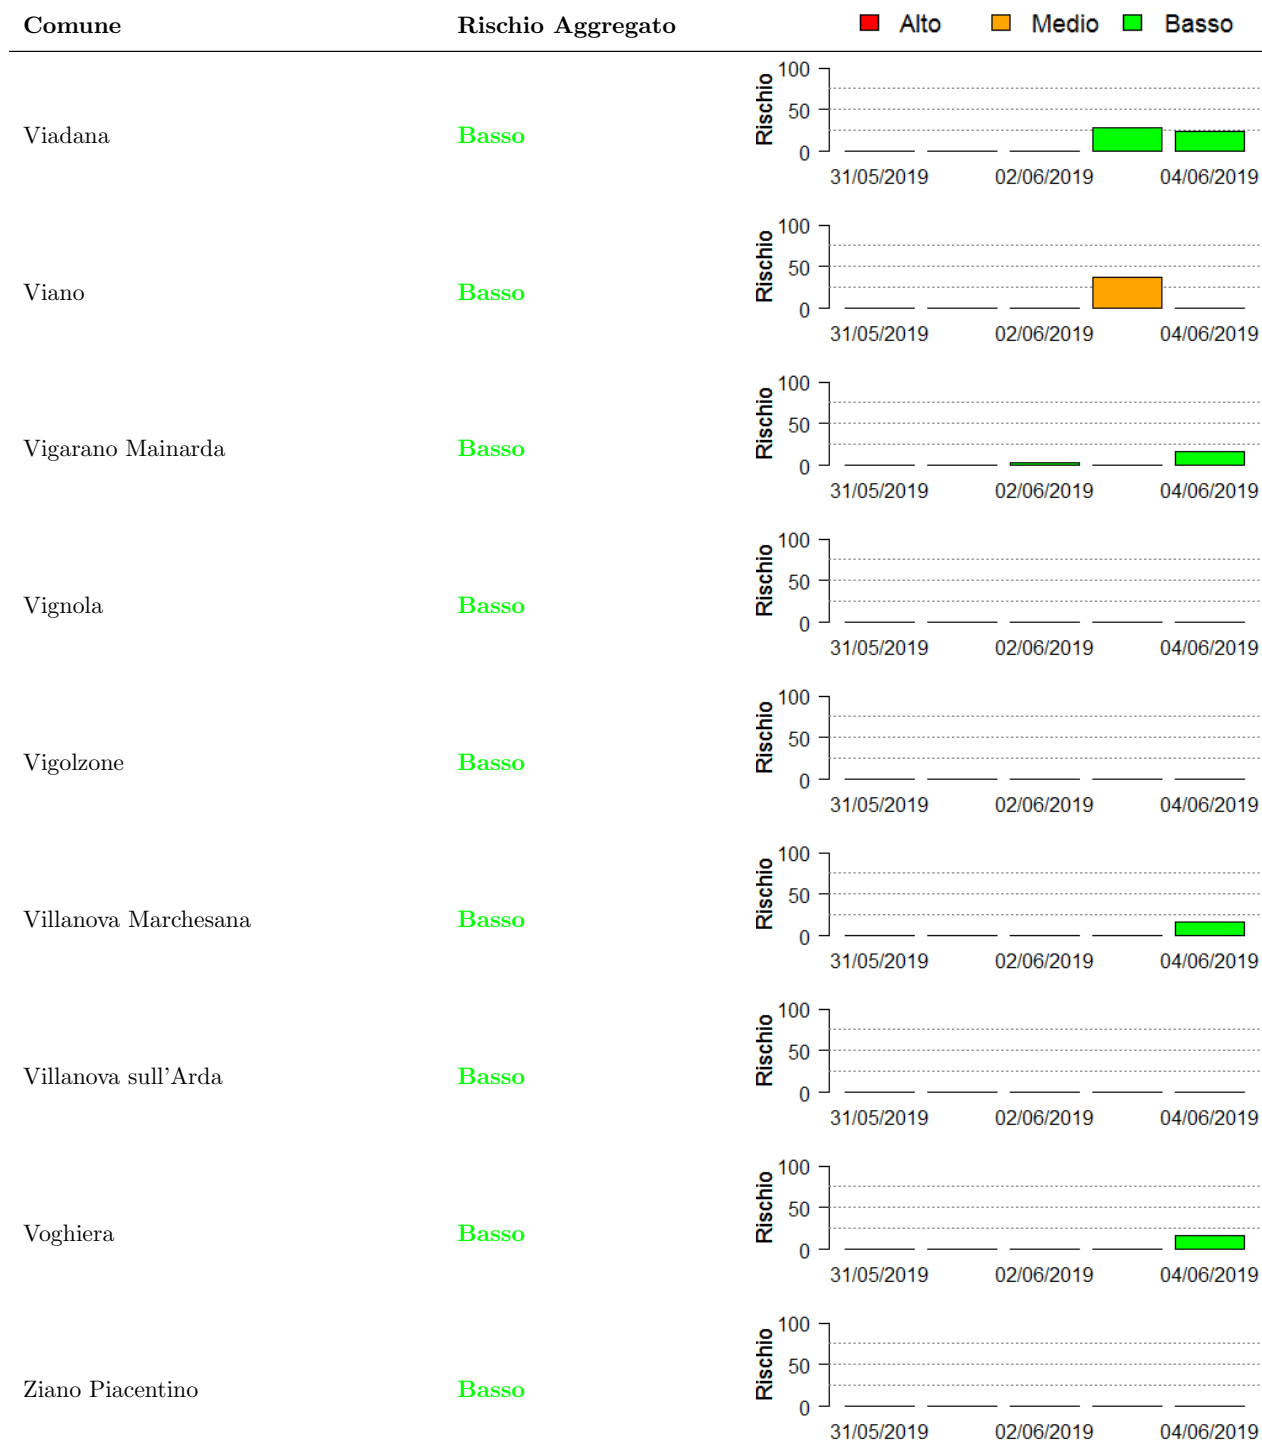 Comune Rischio Aggregato Alto Medio Basso
100
50
0
Rischio
Viadana Basso
31/05/2019 02/06/2019 04/06/2019
100
50
0
Rischio
Viano Basso
31/05/2019 02/06/2019 04/06/2019
100
50
0
Rischio
Vigarano Mainarda Basso
31/05/2019 02/06/2019 04/06/2019
100
50
0
Rischio
Vignola Basso
31/05/2019 02/06/2019 04/06/2019
100
50
0
Rischio
Vigolzone Basso
31/05/2019 02/06/2019 04/06/2019
100
50
0
Rischio
Villanova Marchesana Basso
31/05/2019 02/06/2019 04/06/2019
100
50
0
Rischio
Villanova sull'Arda Basso
31/05/2019 02/06/2019 04/06/2019
100
50
0
Rischio
Voghiera Basso
31/05/2019 02/06/2019 04/06/2019
100
50
0
Rischio
Ziano Piacentino Basso
31/05/2019 02/06/2019 04/06/2019